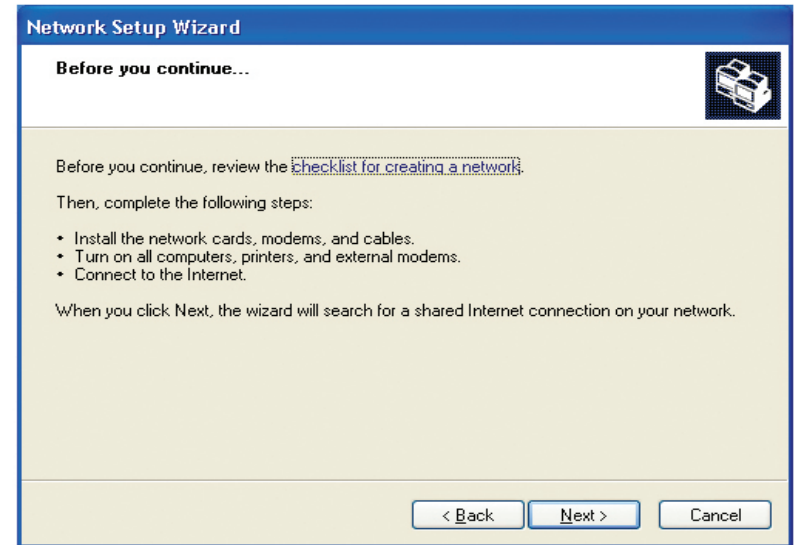 Network Setup Wizard
Before you continue...
Before you continue, review the checklist for creating a network.
Then, complete the following steps:
• Install the network cards, modems, and cables.
• Turn on all computers, printers, and external modems.
• Connect to the Internet.
When you click Next, the wizard will search for a shared Internet connection on your network.
< Back Next > Cancel